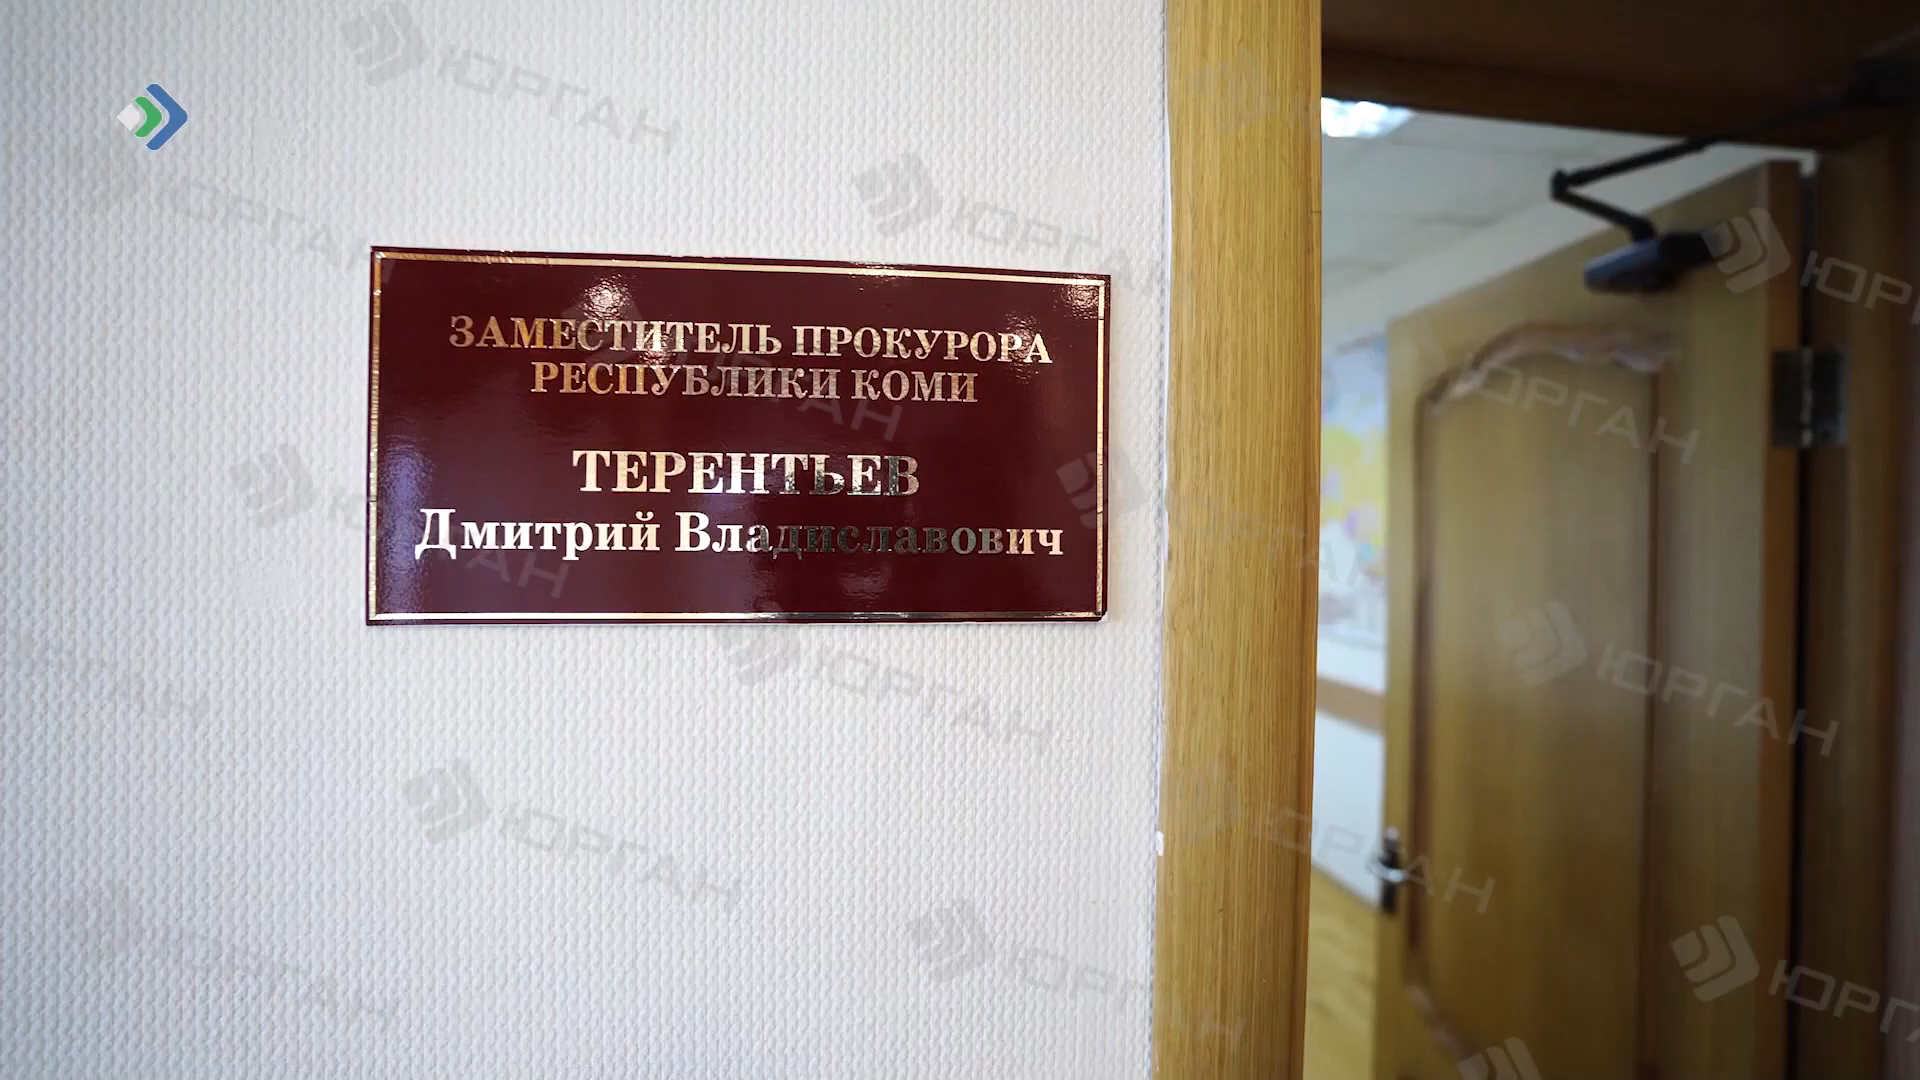 ЗАМЕСТИТЕЛЬ ПРОКУРОРА
РЕСПУБЛИКИ КОМИ
ТЕРЕНТЬЕВ
Дмитрий Владиславович
ЮРГАН